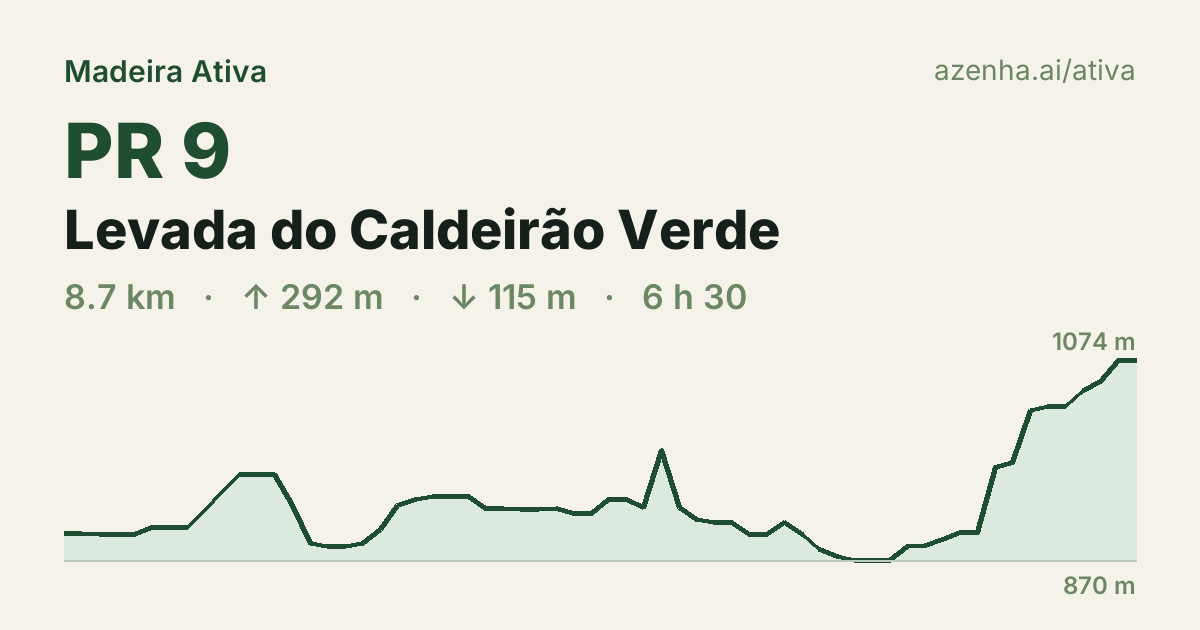 Madeira Ativa
azenha.ai/ativa
PR 9
Levada do Caldeirão Verde
8.7 km · ↑ 292 m · ↓ 115 m · 6 h 30
1074 m
870 m